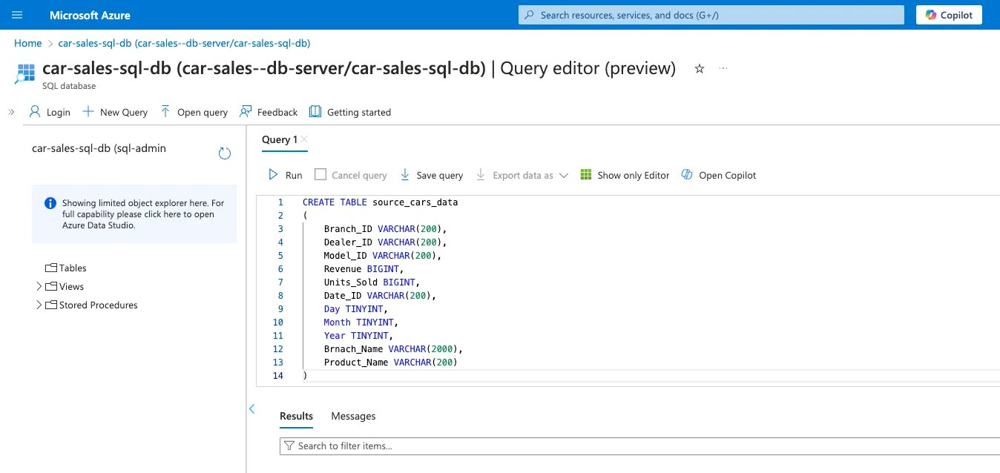 Microsoft Azure
Search resources, services, and docs (G+/)
Copilot
Home > car-sales-sql-db (car-sales--db-server/car-sales-sql-db)
car-sales-sql-db (car-sales--db-server/car-sales-sql-db) | Query editor (preview)
SQL database
Login
New Query
Open query
Feedback
Getting started
car-sales-sql-db (sql-admin
Showing limited object explorer here. For
full capability please click here to open
Azure Data Studio.
Tables
Views
Stored Procedures
Query 1
Run
Cancel query
Save query
Export data as
Show only Editor
Open Copilot
1 CREATE TABLE source_cars_data
2 (
3 Branch_ID VARCHAR(200),
4 Dealer_ID VARCHAR(200),
5 Model_ID VARCHAR(200),
6 Revenue BIGINT,
7 Units_Sold BIGINT,
8 Date_ID VARCHAR(200),
9 Day TINYINT,
10 Month TINYINT,
11 Year TINYINT,
12 Brnach_Name VARCHAR(2000),
13 Product_Name VARCHAR(200)
14 )
Results
Messages
Search to filter items...